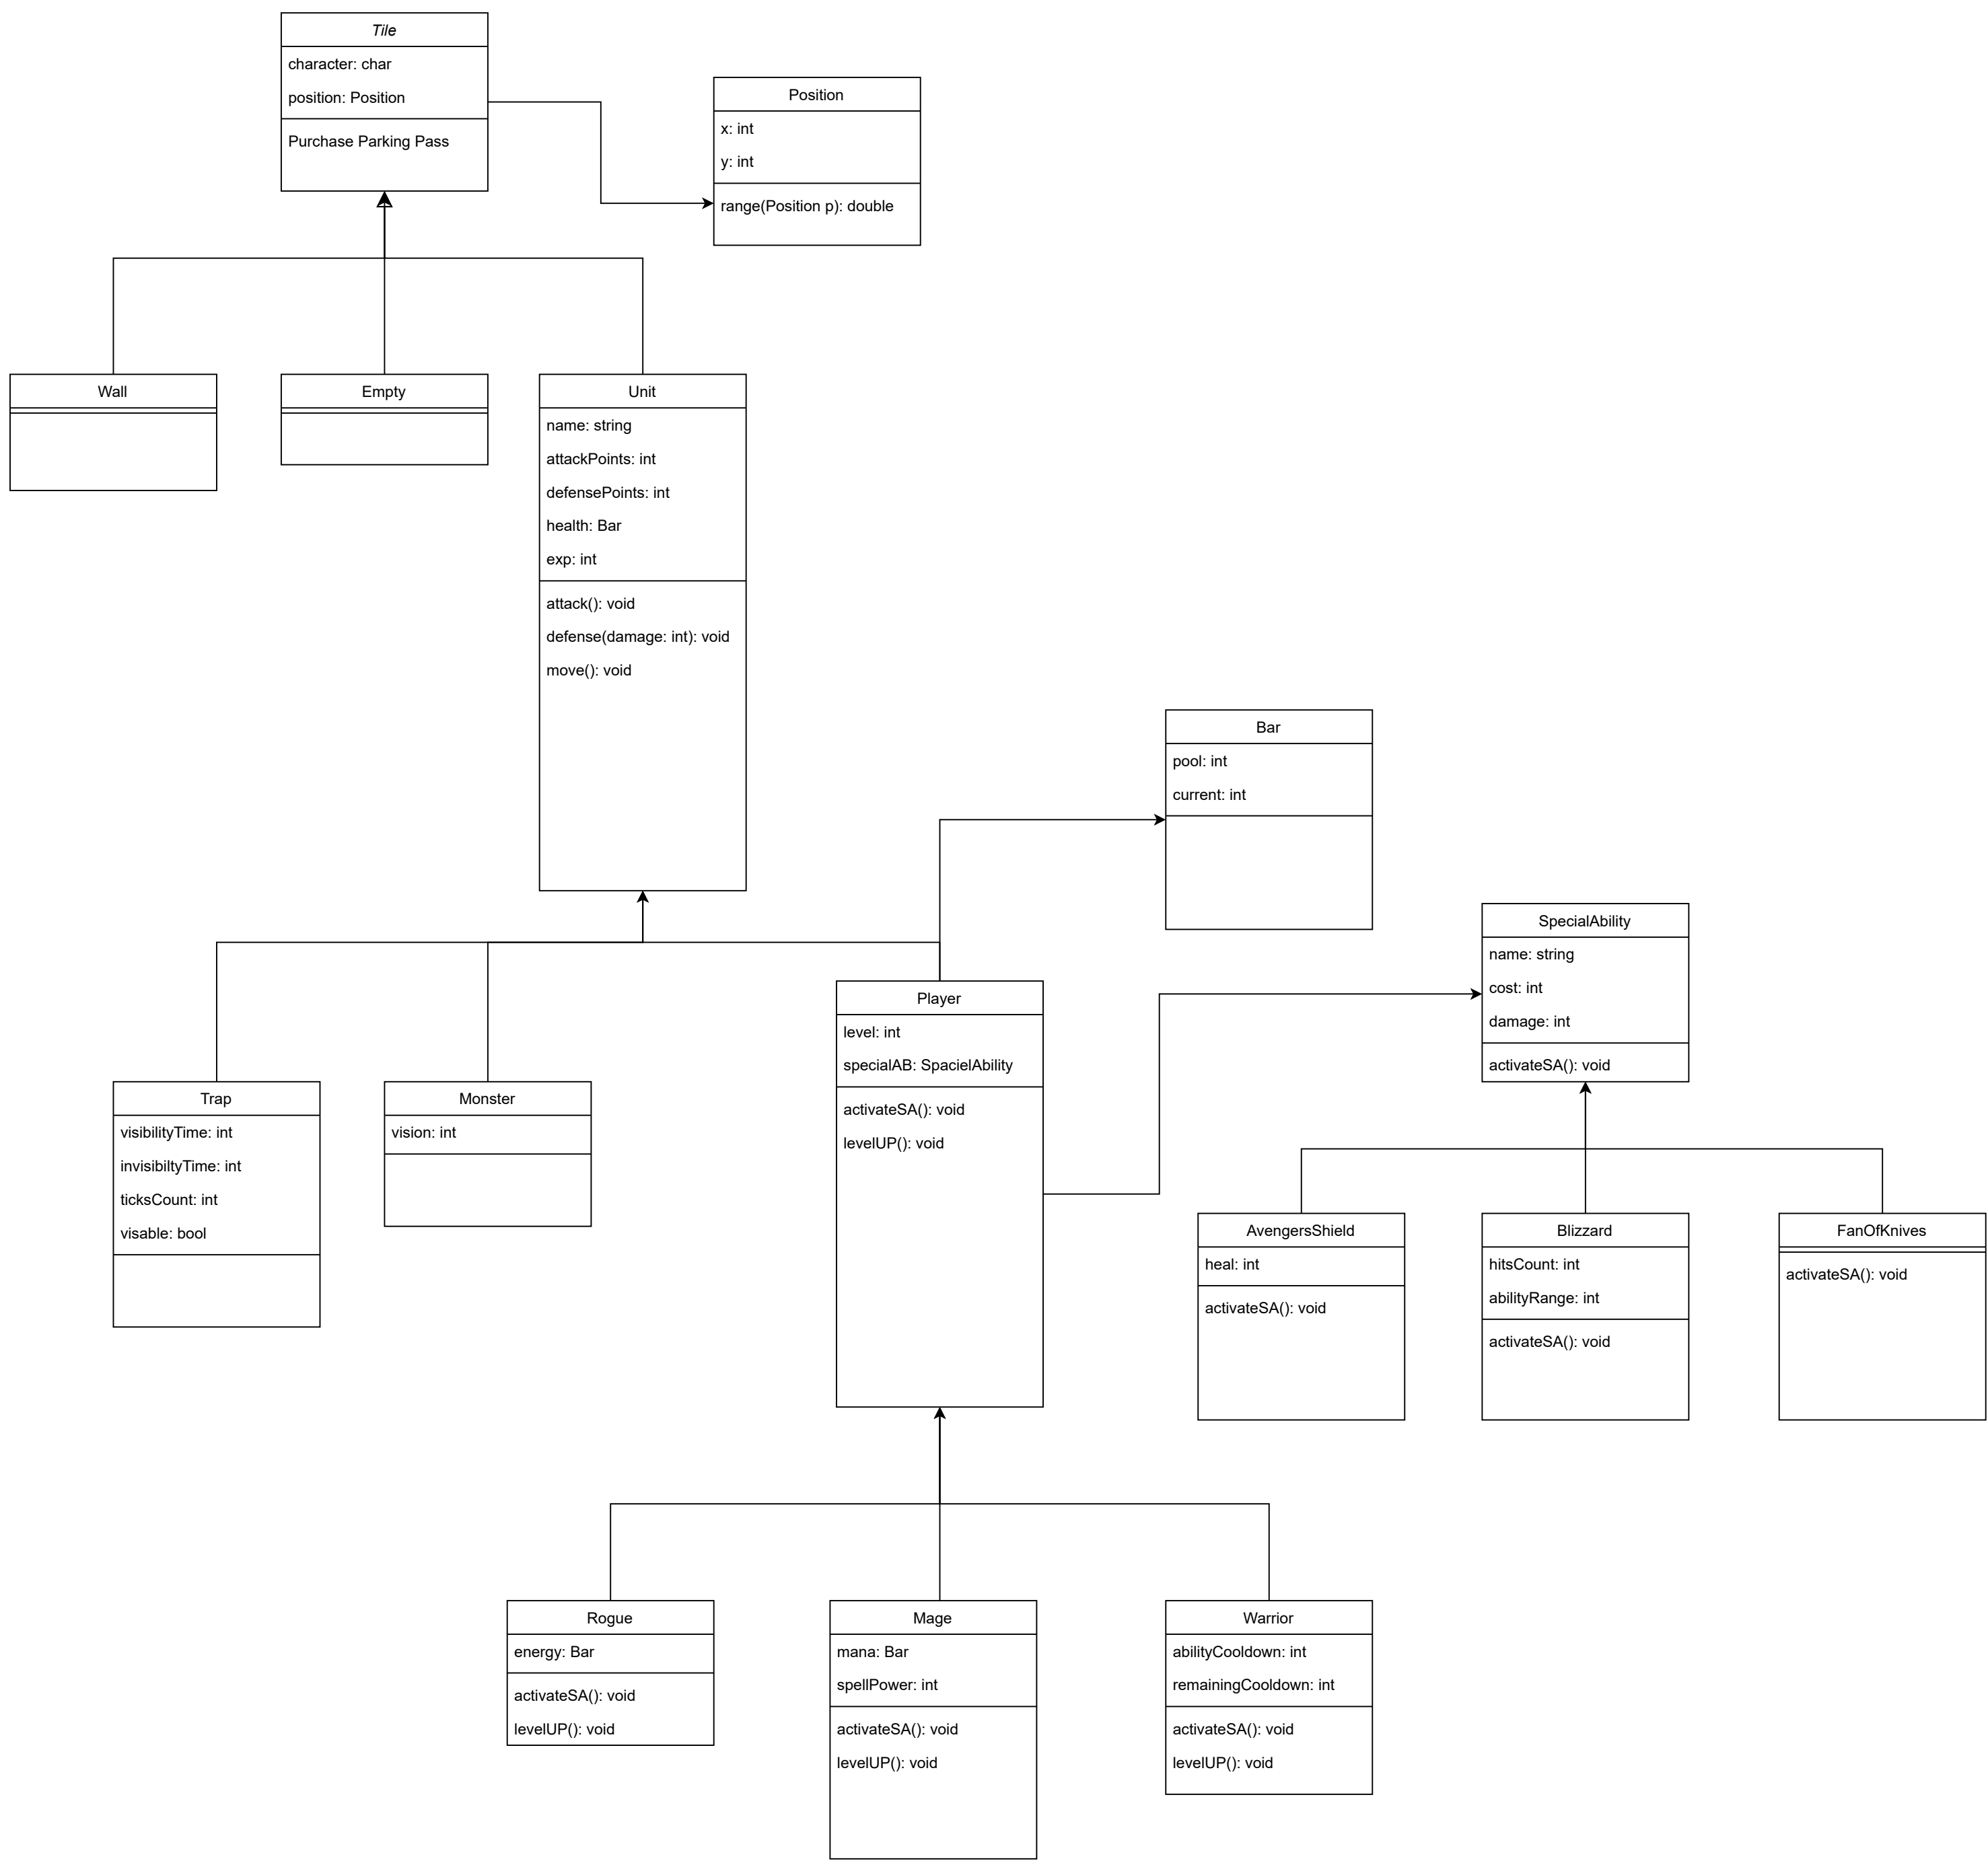 Tile
character: char
position: Position
Purchase Parking Pass
Position
x: int
y: int
range(Position p): double
Wall
Empty
Unit
name: string
attackPoints: int
defensePoints: int
health: Bar
exp: int
attack(): void
defense(damage: int): void
move(): void
Bar
pool: int
current: int
SpecialAbility
name: string
cost: int
damage: int
activateSA(): void
Player
level: int
specialAB: SpacielAbility
activateSA(): void
levelUP(): void
Trap
visibilityTime: int
invisibiltyTime: int
ticksCount: int
visable: bool
Monster
vision: int
AvengersShield
heal: int
activateSA(): void
Blizzard
hitsCount: int
abilityRange: int
activateSA(): void
FanOfKnives
activateSA(): void
Rogue
energy: Bar
activateSA(): void
levelUP(): void
Mage
mana: Bar
spellPower: int
activateSA(): void
levelUP(): void
Warrior
abilityCooldown: int
remainingCooldown: int
activateSA(): void
levelUP(): void